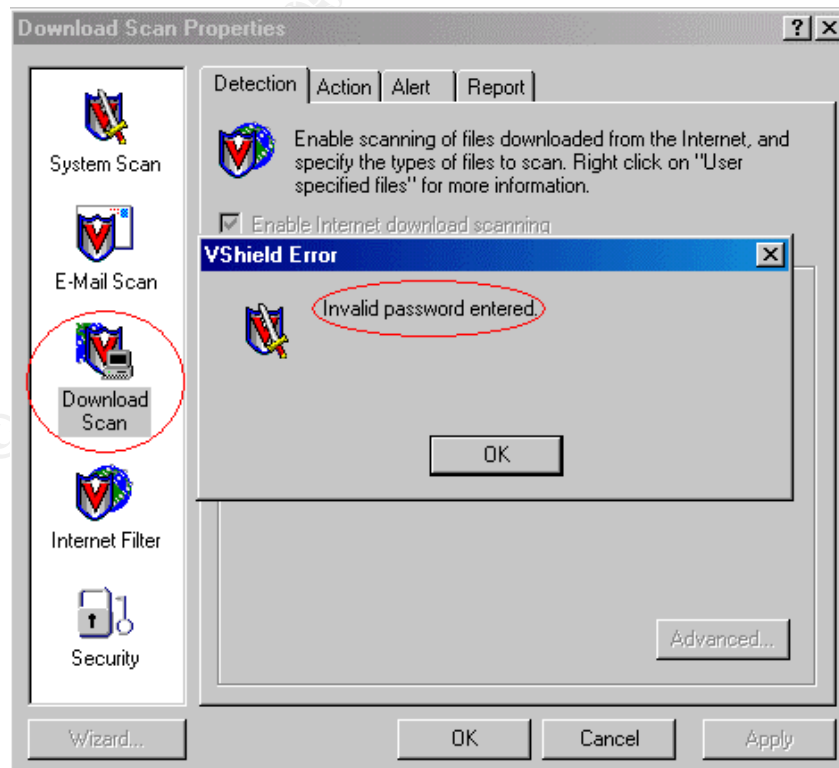 Download Scan Properties
System Scan
E-Mail Scan
Download
Scan
Internet Filter
Security
Detection
Action
Alert
Report
Enable scanning of files downloaded from the Internet, and
specify the types of files to scan. Right click on "User
specified files" for more information.
Enable Internet download scanning
VShield Error
Invalid password entered.
OK
Advanced...
Wizard...
OK
Cancel
Apply